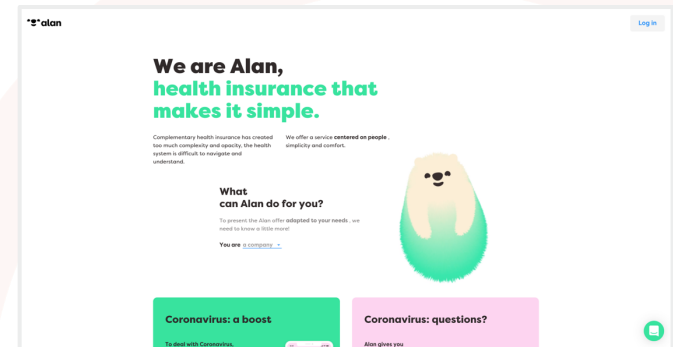 alan
Log in
We are Alan,
health insurance that
makes it simple.
Complementary health insurance has created
too much complexity and opacity, the health
system is difficult to navigate and
understand.
We offer a service centered on people ,
simplicity and comfort.
What
can Alan do for you?
To present the Alan offer adapted to your needs , we
need to know a little more!
You are a company
Coronavirus: a boost
To deal with Coronavirus,
Coronavirus: questions?
Alan gives you